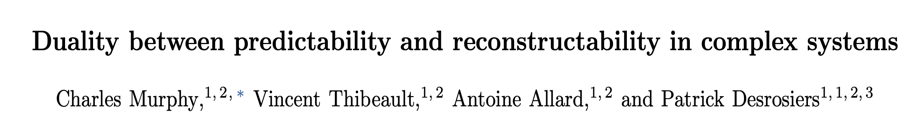 Duality between predictability and reconstructability in complex systems
Charles Murphy,1, 2, * Vincent Thibeault,1, 2 Antoine Allard,1, 2 and Patrick Desrosiers1, 1, 2, 3